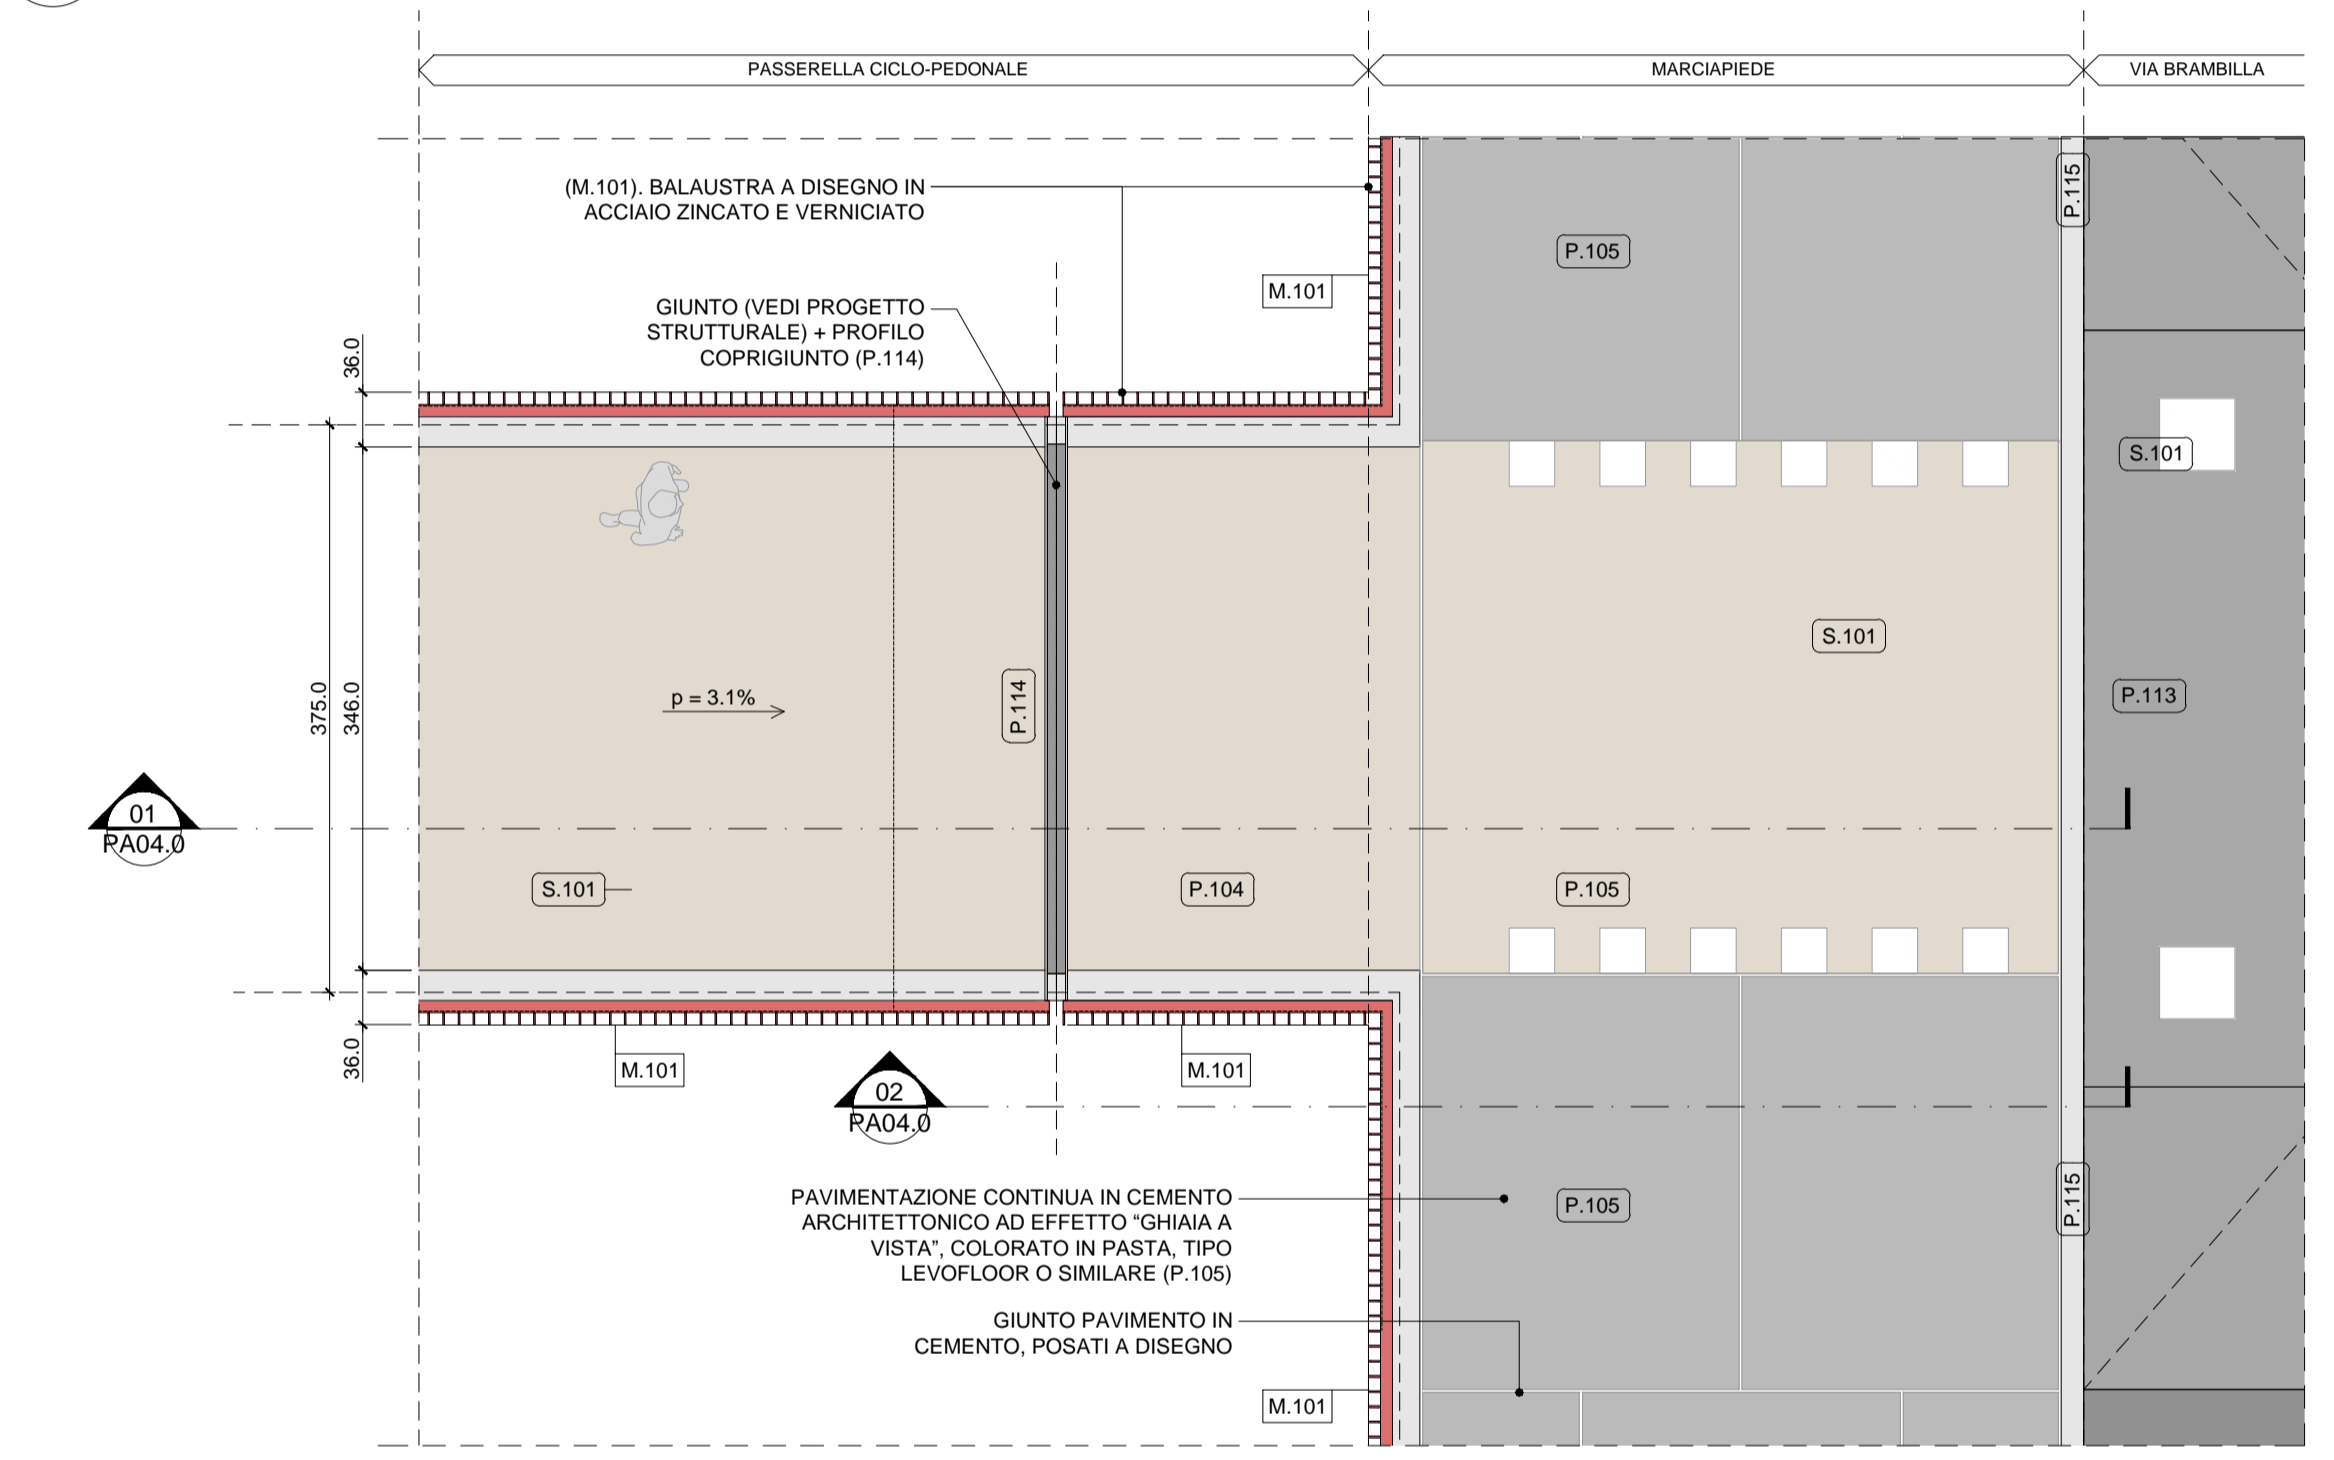 PASSERELLA CICLO-PEDONALE
MARCIAPIEDE
VIA BRAMBILLA
(M.101). BALAUSTRA A DISEGNO IN
ACCIAIO ZINCATO E VERNICIATO
P.115
P.105
M.101
GIUNTO (VEDI PROGETTO
STRUTTURALE) + PROFILO
COPRIGIUNTO (P.114)
36.0
S.101
S.101
375.0
346.0
p = 3.1%
P.114
P.113
01
PA04.0
S.101
P.104
P.105
36.0
M.101
M.101
02
PA04.0
PAVIMENTAZIONE CONTINUA IN CEMENTO
ARCHITETTONICO AD EFFETTO “GHIAIA A
VISTA”, COLORATO IN PASTA, TIPO
LEVOFLOOR O SIMILARE (P.105)
P.105
P.115
GIUNTO PAVIMENTO IN
CEMENTO, POSATI A DISEGNO
M.101